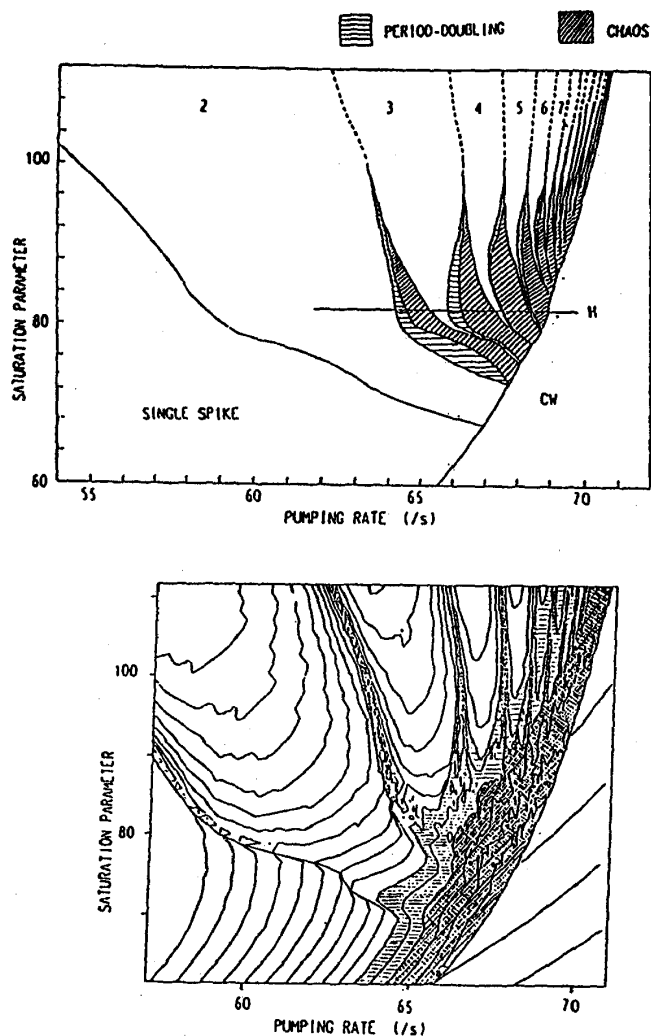 PERIOD-DOUBLING
CHAOS
2
3
4
5
6
7
100
80
60
SATURATION PARAMETER
SINGLE SPIKE
CW
H
55
60
65
70
PUMPING RATE (/s)
100
80
SATURATION PARAMETER
60
65
70
PUMPING RATE (/s)